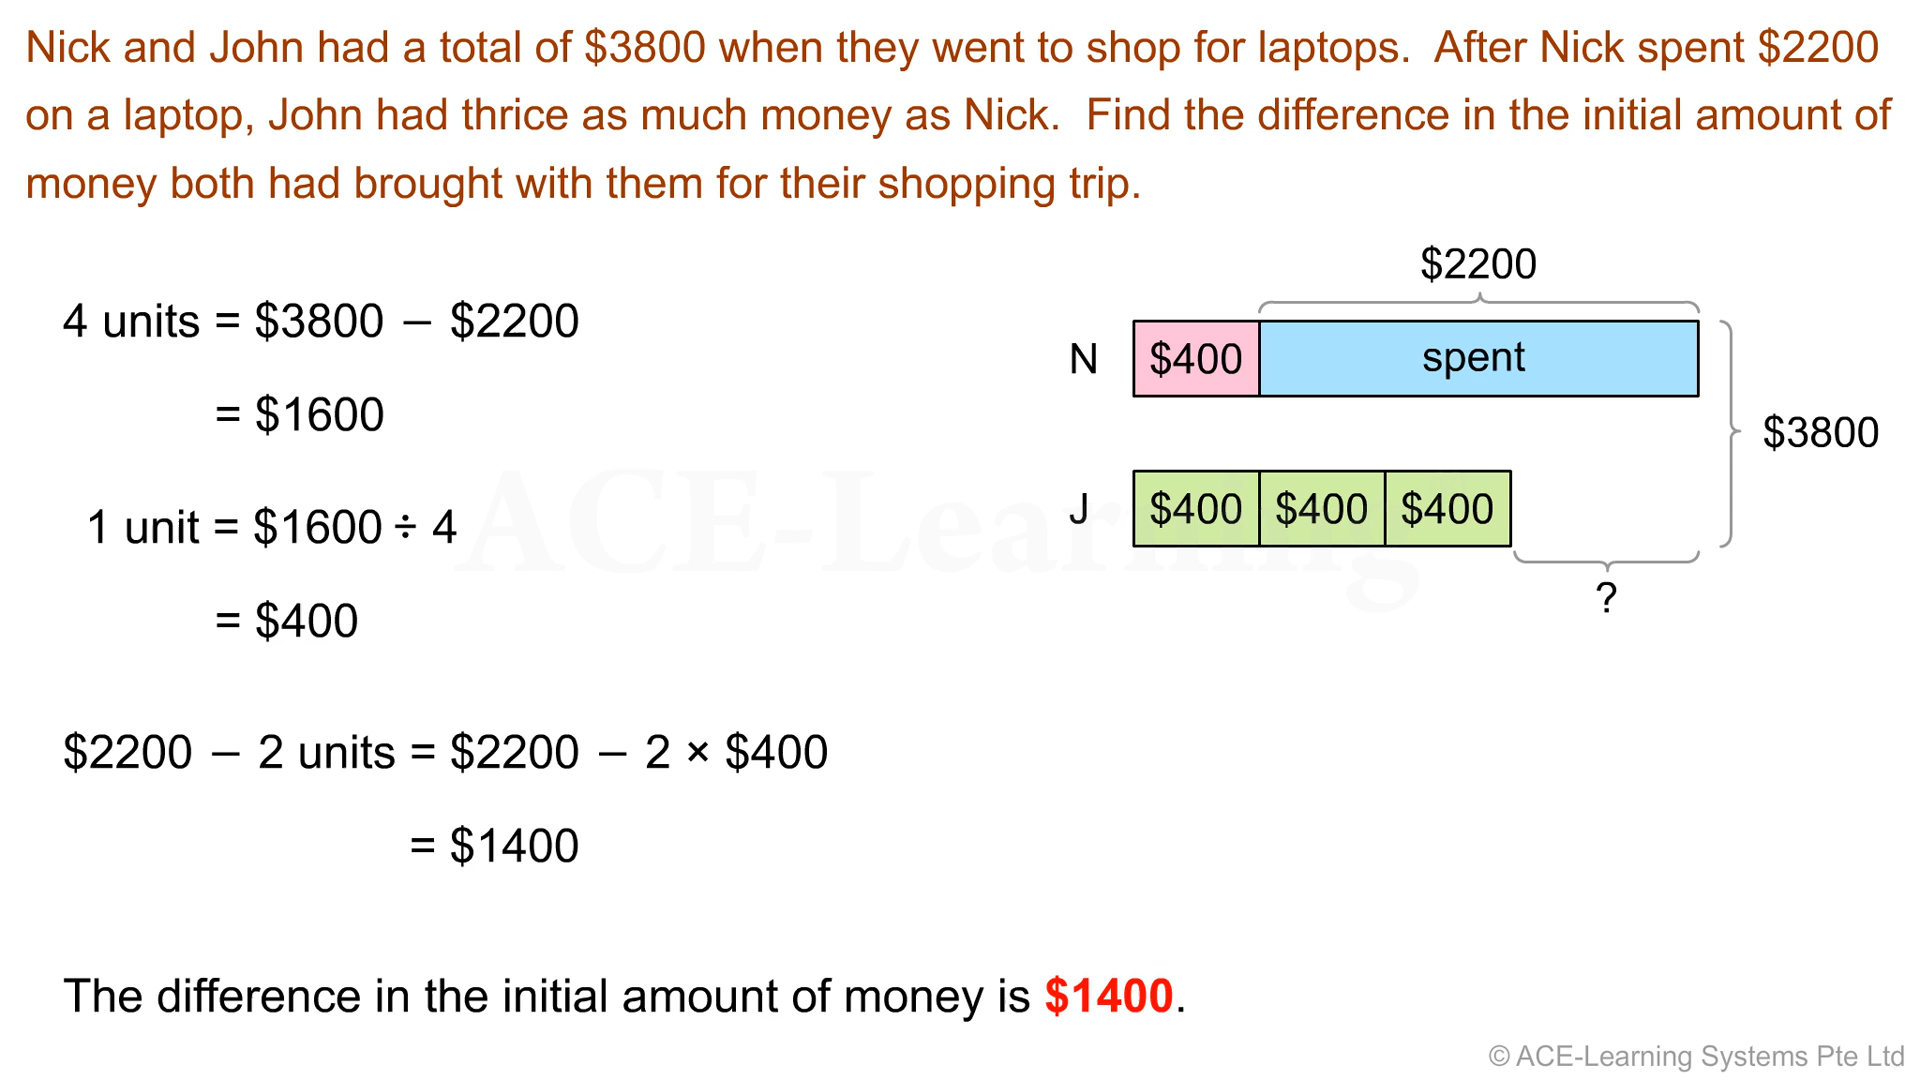 Nick and John had a total of $3800 when they went to shop for laptops.  After Nick spent $2200
on a laptop, John had thrice as much money as Nick.  Find the difference in the initial amount of
money both had brought with them for their shopping trip.
4 units = $3800 – $2200
= $1600
1 unit = $1600 ÷ 4
= $400
$2200 – 2 units = $2200 – 2 × $400
= $1400
The difference in the initial amount of money is $1400.
$2200
N $400 spent
$3800
J $400 $400 $400
?
ACE-Learning
© ACE-Learning Systems Pte Ltd